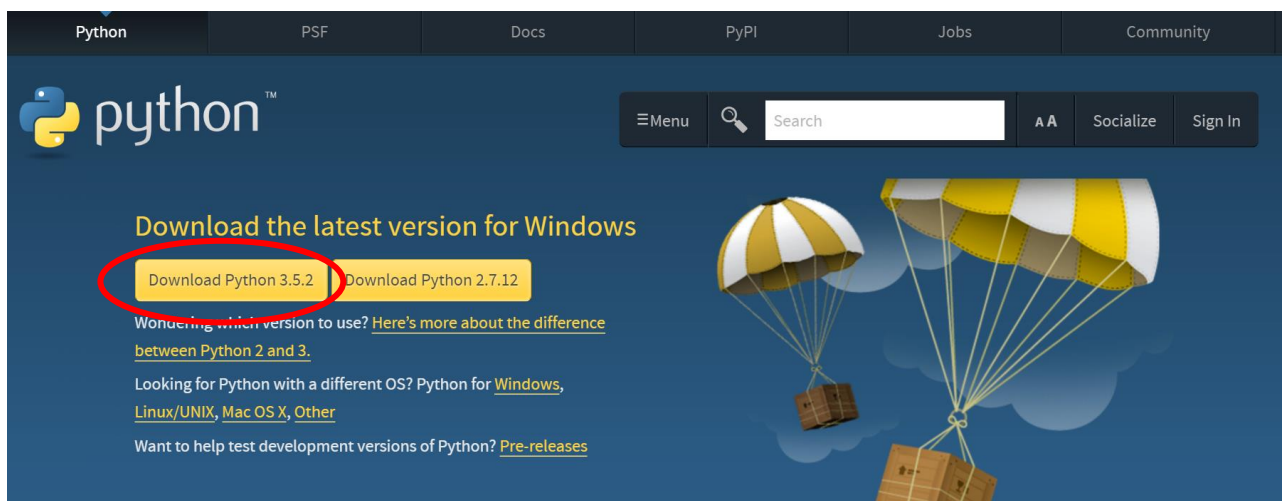 Python PSF Docs PyPI Jobs Community
python™
≡Menu Search AA Socialize Sign In
Download the latest version for Windows
Download Python 3.5.2 Download Python 2.7.12
Wondering which version to use? Here's more about the difference
between Python 2 and 3.
Looking for Python with a different OS? Python for Windows,
Linux/UNIX, Mac OS X, Other
Want to help test development versions of Python? Pre-releases